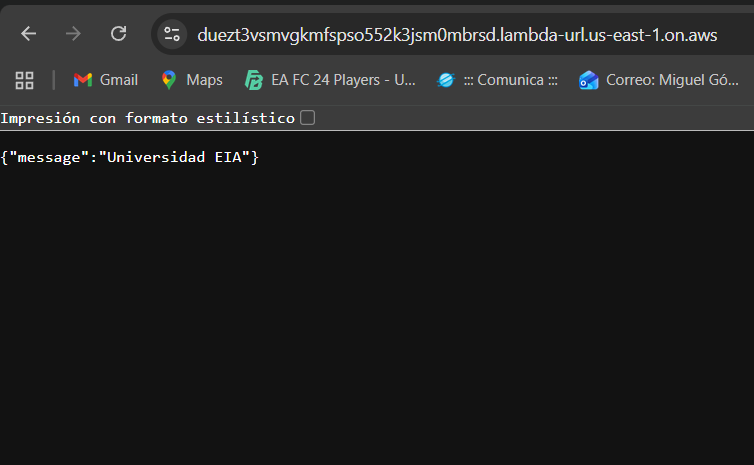 duezt3vsmvgkmfspso552k3jsm0mbrsd.lambda-url.us-east-1.on.aws
Gmail Maps EA FC 24 Players - U... ::: Comunica ::: Correo: Miguel Gó...
Impresión con formato estilístico
{"message":"Universidad EIA"}